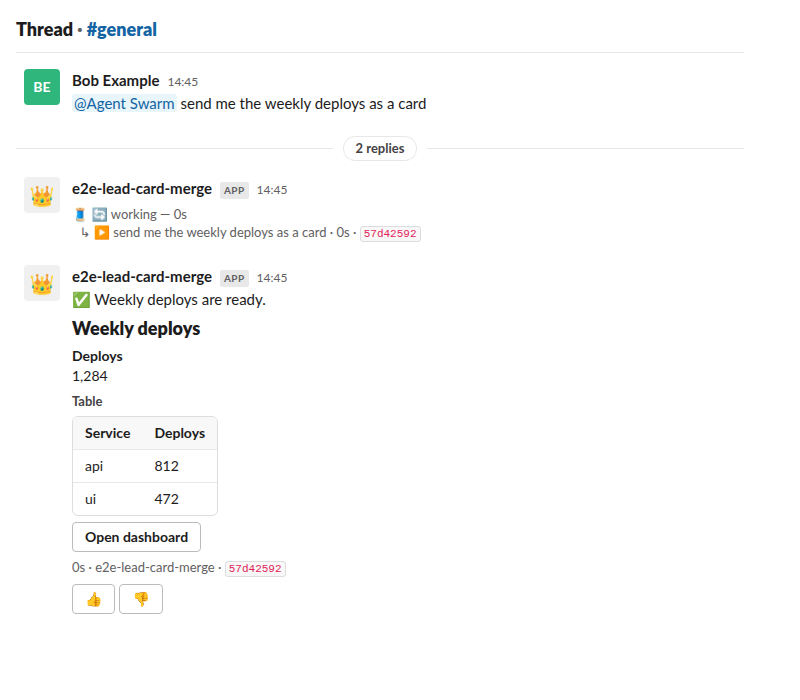 Thread • #general
BE
Bob Example 14:45
@Agent Swarm send me the weekly deploys as a card
2 replies
e2e-lead-card-merge APP 14:45
🧵 🔄 working — 0s
↳ ▶️ send me the weekly deploys as a card · 0s · 57d42592
e2e-lead-card-merge APP 14:45
✅ Weekly deploys are ready.
Weekly deploys
Deploys
1,284
Table
Service Deploys
api 812
ui 472
Open dashboard
0s · e2e-lead-card-merge · 57d42592
👍 👎